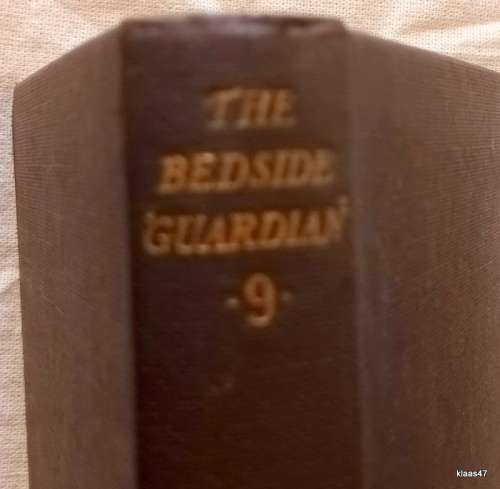 THE
BEDSIDE
'GUARDIAN'
·9·
klaas47